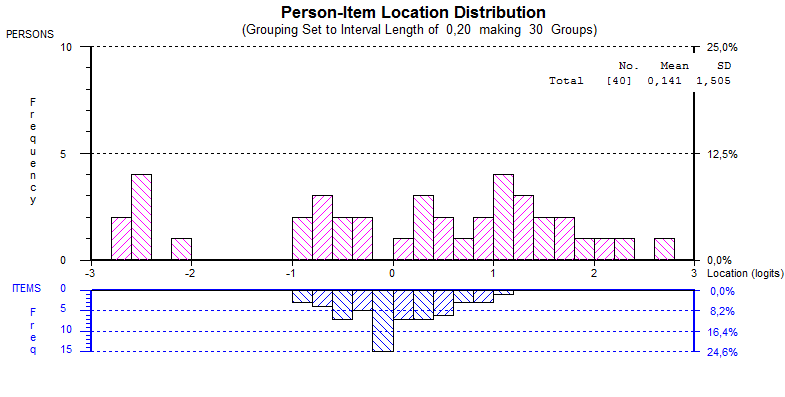 Person-Item Location Distribution
(Grouping Set to Interval Length of 0,20 making 30 Groups)
PERSONS
10
25,0%
No. Mean SD
Total [40] 0,141 1,505
Frequency
5
12,5%
0
0,0%
-3 -2 -1 0 1 2 3 Location (logits)
ITEMS 0
0,0%
Freq
5
8,2%
10
16,4%
15
24,6%